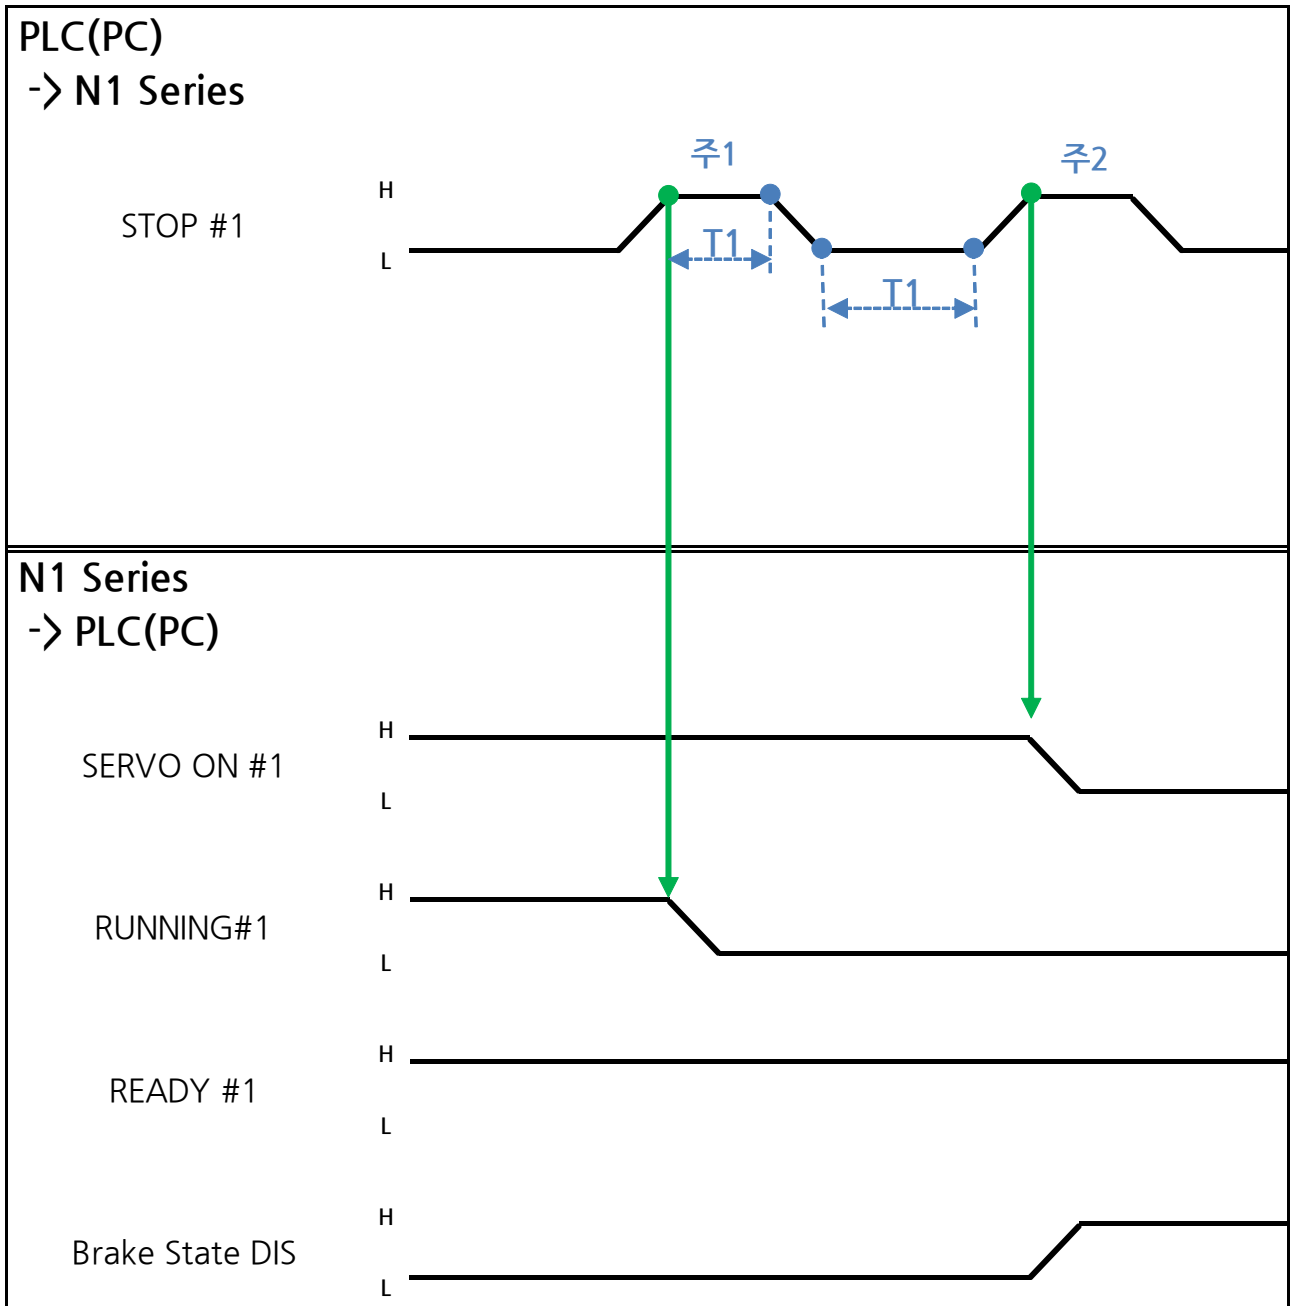 PLC(PC)
-> N1 Series
주1
주2
H
STOP #1
L
T1
T1
N1 Series
-> PLC(PC)
H
SERVO ON #1
L
H
RUNNING#1
L
H
READY #1
L
H
Brake State DIS
L